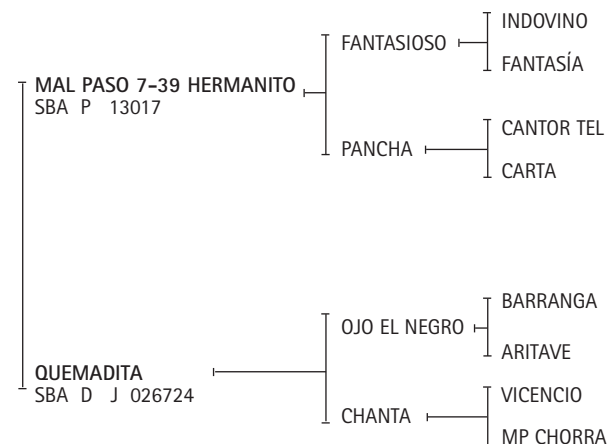 INDOVINO
FANTASIOSO
FANTASÍA
MAL PASO 7-39 HERMANITO
SBA P 13017
CANTOR TEL
PANCHA
CARTA
BARRANGA
OJO EL NEGRO
ARITAVE
QUEMADITA
SBA D J 026724
VICENCIO
CHANTA
MP CHORRA